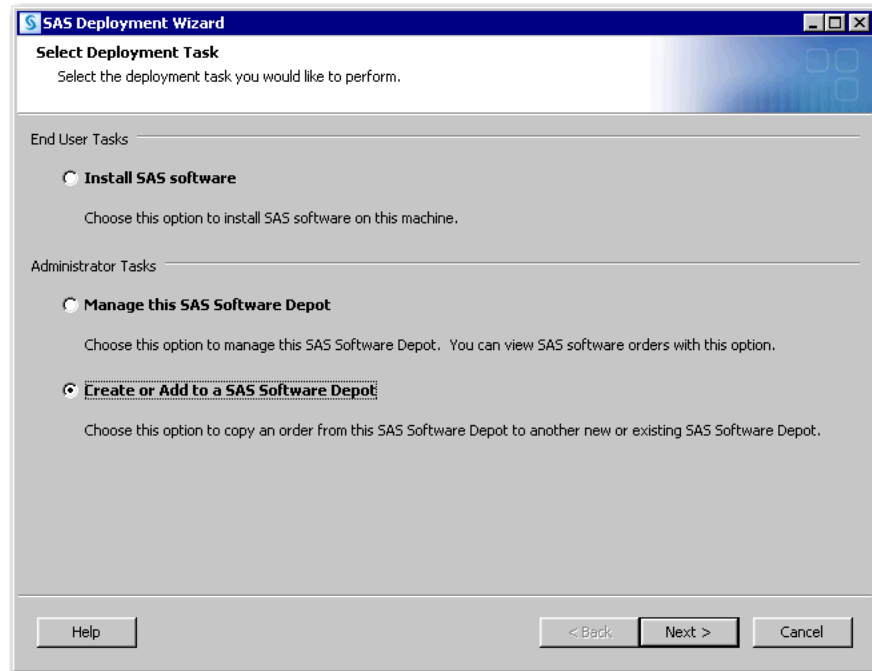 SAS Deployment Wizard
Select Deployment Task
Select the deployment task you would like to perform.
End User Tasks
Install SAS software
Choose this option to install SAS software on this machine.
Administrator Tasks
Manage this SAS Software Depot
Choose this option to manage this SAS Software Depot. You can view SAS software orders with this option.
Create or Add to a SAS Software Depot
Choose this option to copy an order from this SAS Software Depot to another new or existing SAS Software Depot.
Help < Back Next > Cancel